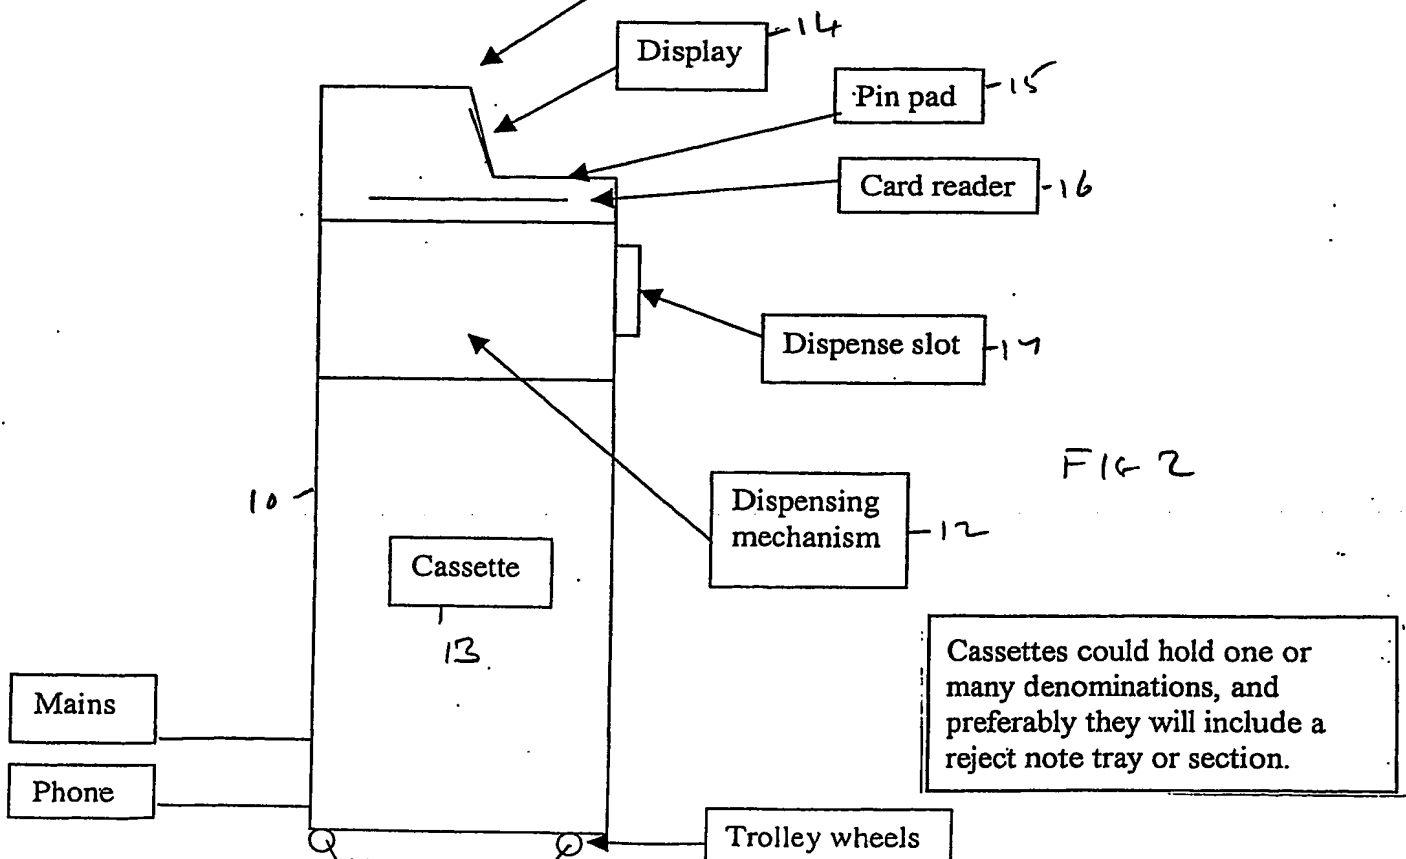 Display
-14
Pin pad
-15
Card reader
-16
Dispense slot
-17
FIG 2
10
Dispensing
mechanism
-12
Cassette
13
Cassettes could hold one or
many denominations, and
preferably they will include a
reject note tray or section.
Mains
Phone
Trolley wheels